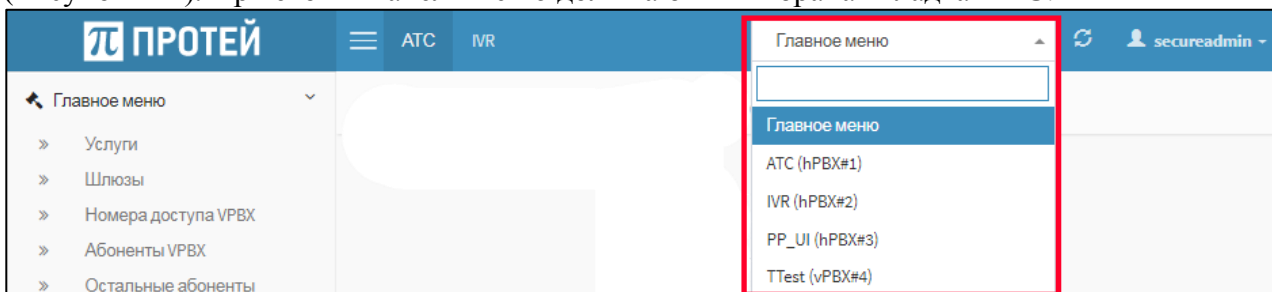 ПРОТЕЙ
АТС IVR Главное меню secureadmin
Главное меню
Услуги
Шлюзы
Номера доступа VPBX
Абоненты VPBX
Остальные абоненты
Главное меню
АТС (hPBX#1)
IVR (hPBX#2)
PP_UI (hPBX#3)
TTest (vPBX#4)